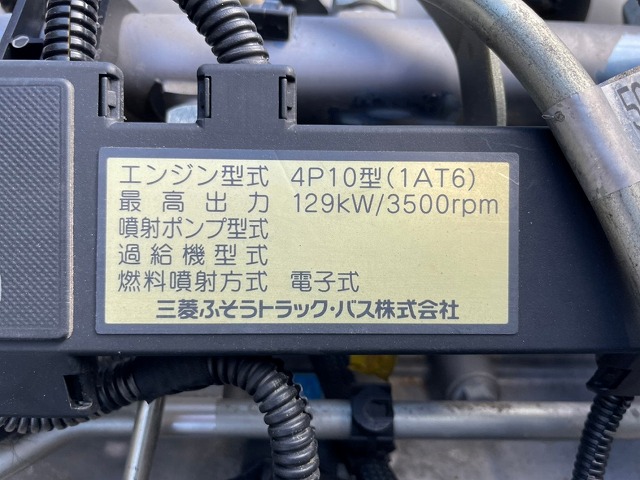 エンジン型式 4P10型(1AT6)
最高出力 129kW/3500rpm
噴射ポンプ型式
過給機型式
燃料噴射方式 電子式
三菱ふそうトラック・バス株式会社